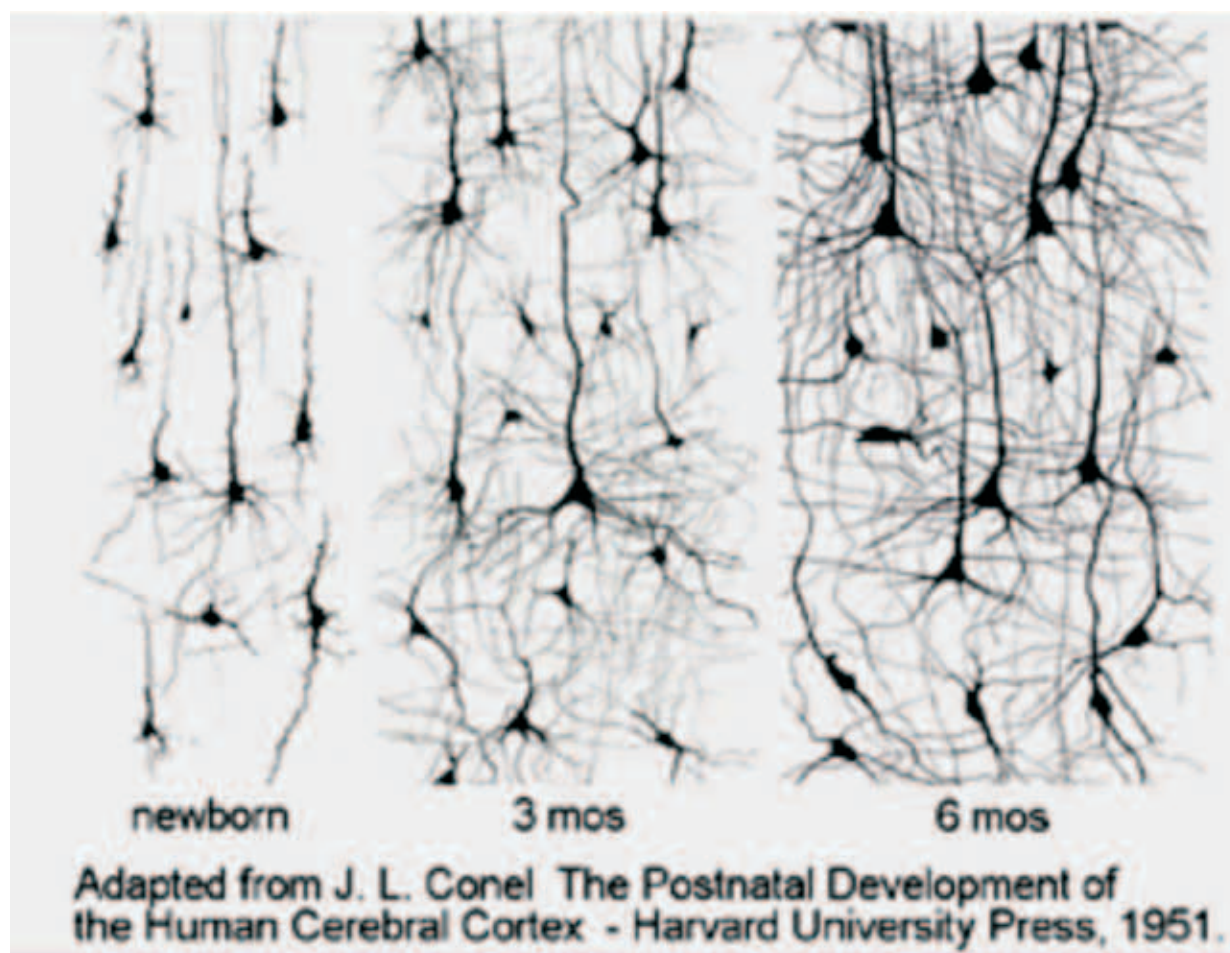 newborn
3 mos
6 mos
Adapted from J. L. Conel The Postnatal Development of
the Human Cerebral Cortex - Harvard University Press, 1951.